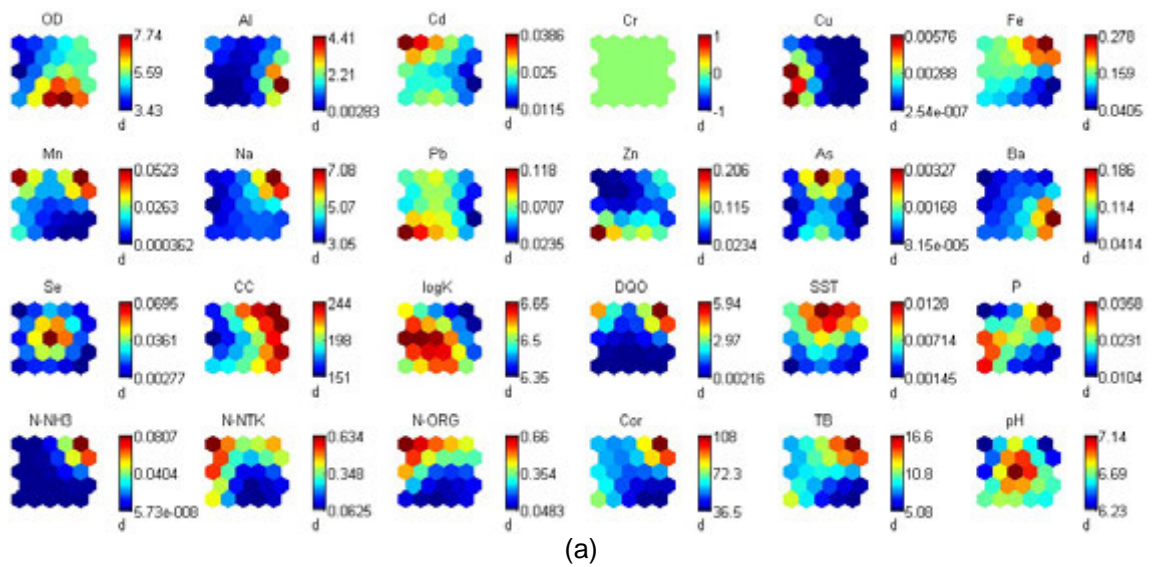 OD Al Cd Cr Cu Fe
7.74 4.41 0.0386 1 0.00576 0.278
5.59 2.21 0.025 0 0.00288 0.159
3.43 0.00283 0.0115 -1 2.54e-007 0.0405
d d d d d d
Mn Na Pb Zn As Ba
0.0523 7.08 0.118 0.206 0.00327 0.186
0.0263 5.07 0.0707 0.115 0.00168 0.114
0.000362 3.05 0.0235 0.0234 8.15e-005 0.0414
d d d d d d
Se CC logK DQO SST P
0.0695 244 6.65 5.94 0.0128 0.0358
0.0361 198 6.5 2.97 0.00714 0.0231
0.00277 151 6.35 0.00216 0.00145 0.0104
d d d d d d
N-NH3 N-NTK N-ORG Cor TB pH
0.0807 0.634 0.66 108 16.6 7.14
0.0404 0.348 0.354 72.3 10.8 6.69
5.73e-008 0.0625 0.0483 36.5 5.08 6.23
d d d d d d
(a)